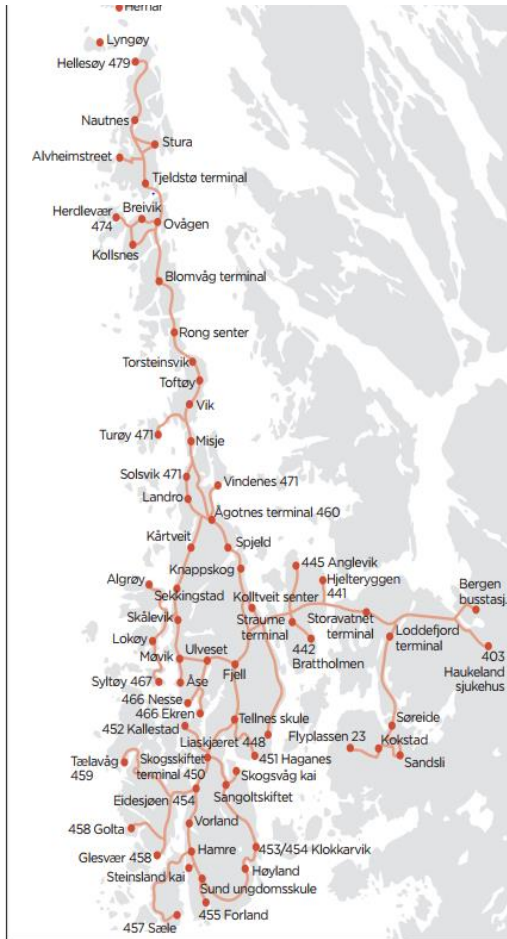 Hernar
Lyngøy
Hellesøy 479
Nautnes
Stura
Alvheimstreet
Tjeldstø terminal
Herdlevær
474
Breivik
Ovågen
Kollsnes
Blomvåg terminal
Rong senter
Torsteinsvik
Toftøy
Vik
Turøy 471
Misje
Solsvik 471
Vindenes 471
Landro
Ågotnes terminal 460
Kårtveit
Spjeld
Knappskog
445 Anglevik
Hjelteryggen
441
Algrøy
Sekkingstad
Kolltveit senter
Bergen
busstasj.
Skålevik
Straume
terminal
Storavatnet
terminal
Loddefjord
terminal
Lokøy
Ulveset
442
Brattholmen
403
Haukeland
sjukehus
Møvik
Fjell
Syltøy 467
Åse
466 Nesse
466 Ekren
452 Kallestad
Tellnes skule
Søreide
Liaskjæret 448
Flyplassen 23
Kokstad
Tælavåg
459
Skogsskiftet
terminal 450
451 Haganes
Sandsli
Skogsvåg kai
Eidesjøen 454
Sangoltskiftet
458 Golta
Vorland
Glesvær 458
Hamre
453/454 Klokkarvik
Steinsland kai
Høyland
Sund ungdomsskule
455 Forland
457 Sæle